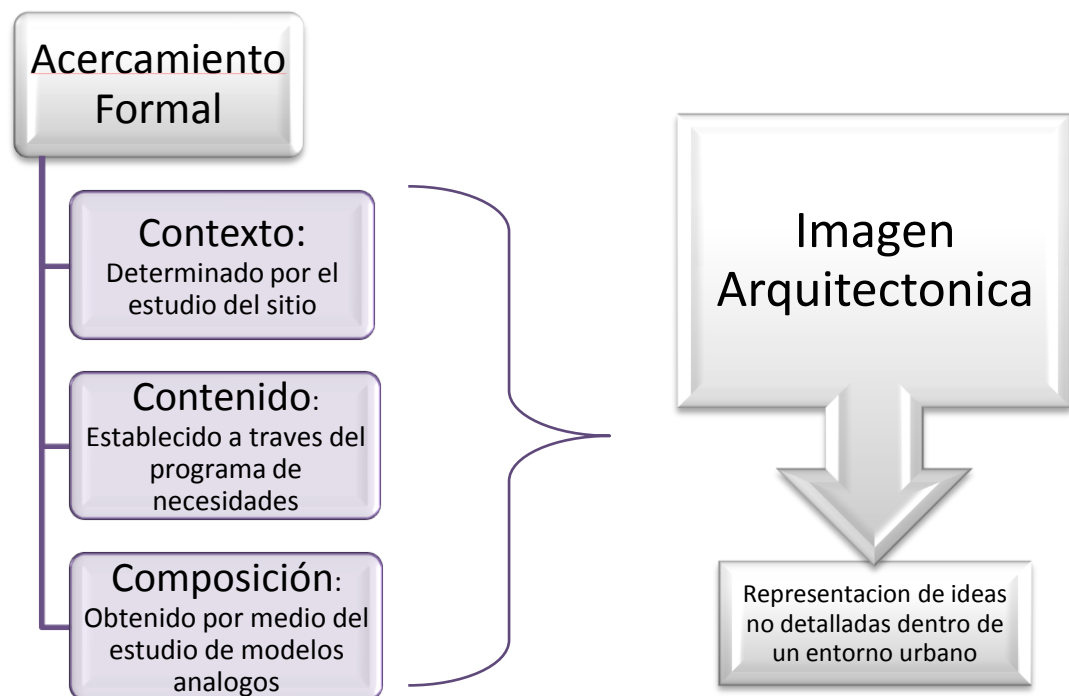 Acercamiento
Formal
Contexto:
Determinado por el
estudio del sitio
Contenido:
Establecido a traves del
programa de
necesidades
Composición:
Obtenido por medio del
estudio de modelos
analogos
Imagen
Arquitectonica
Representacion de ideas
no detalladas dentro de
un entorno urbano